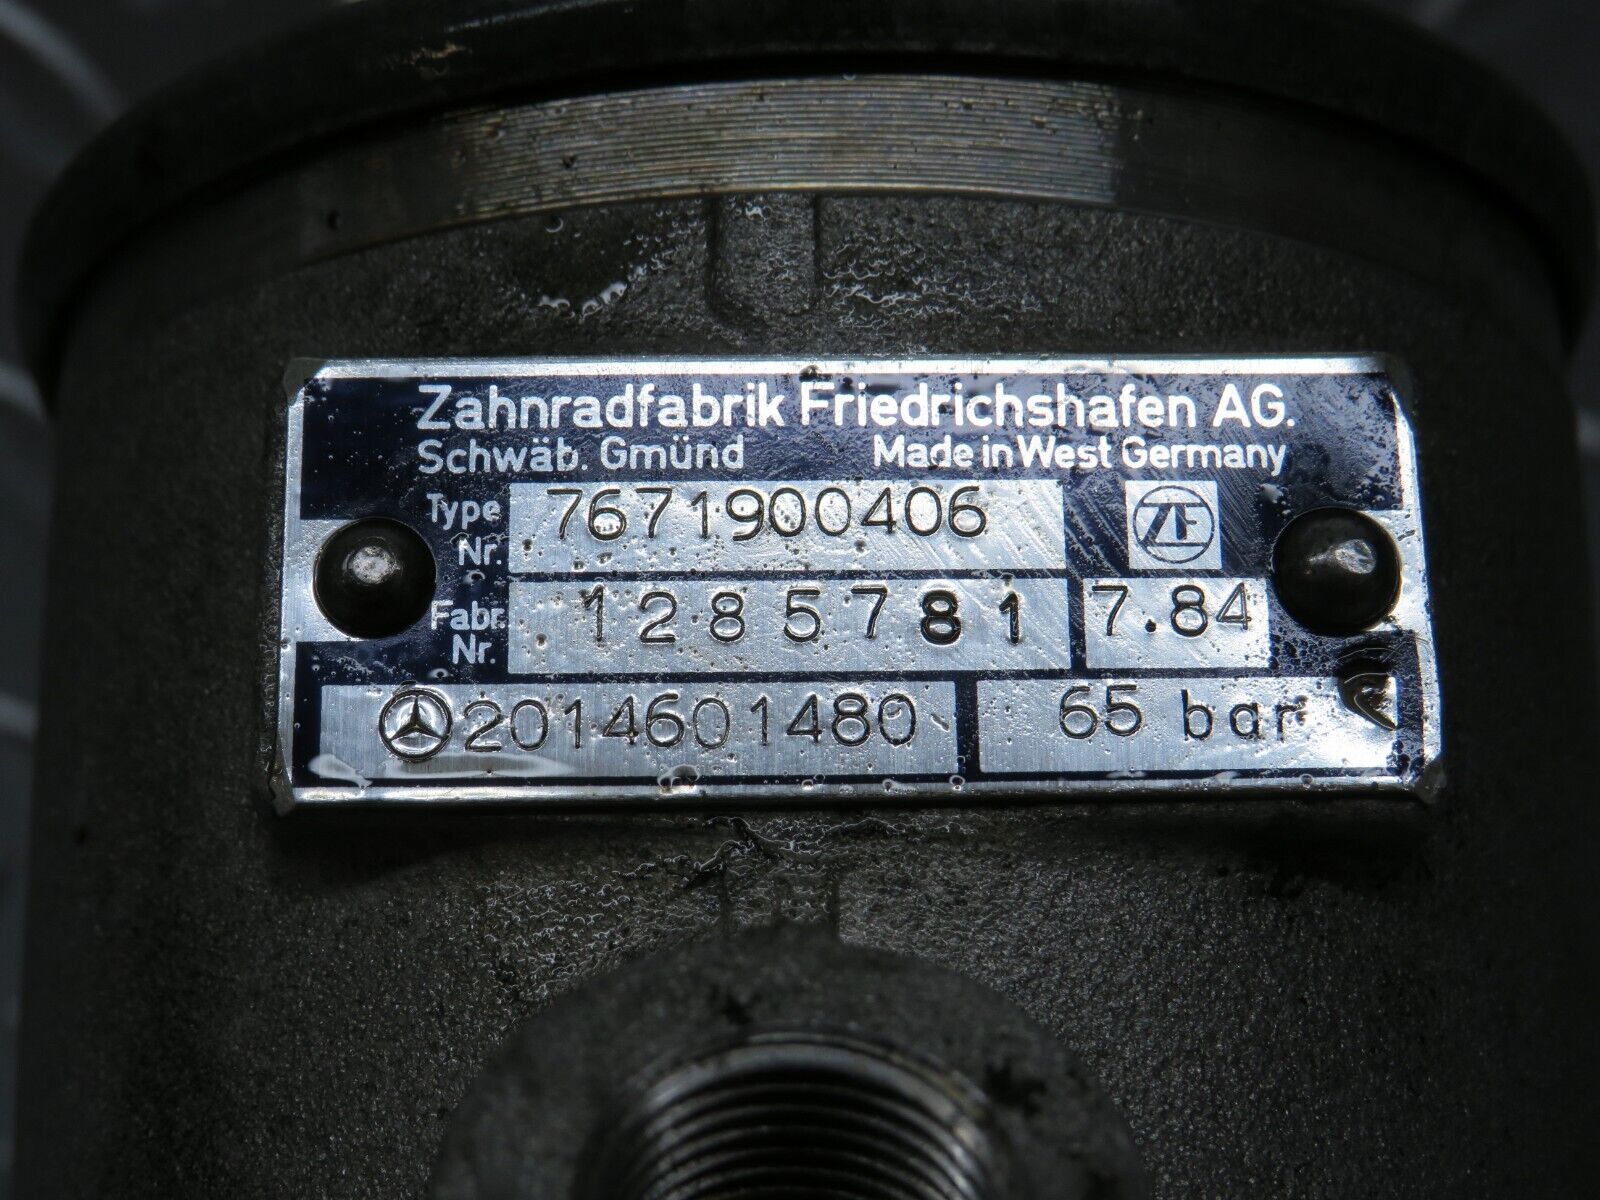 Zahnradfabrik Friedrichshafen AG.
Schwäb. Gmünd Made in West Germany
Type Nr. 7671900406 ZF
Fabr. Nr. 1285781 7.84
2014601480 65 bar